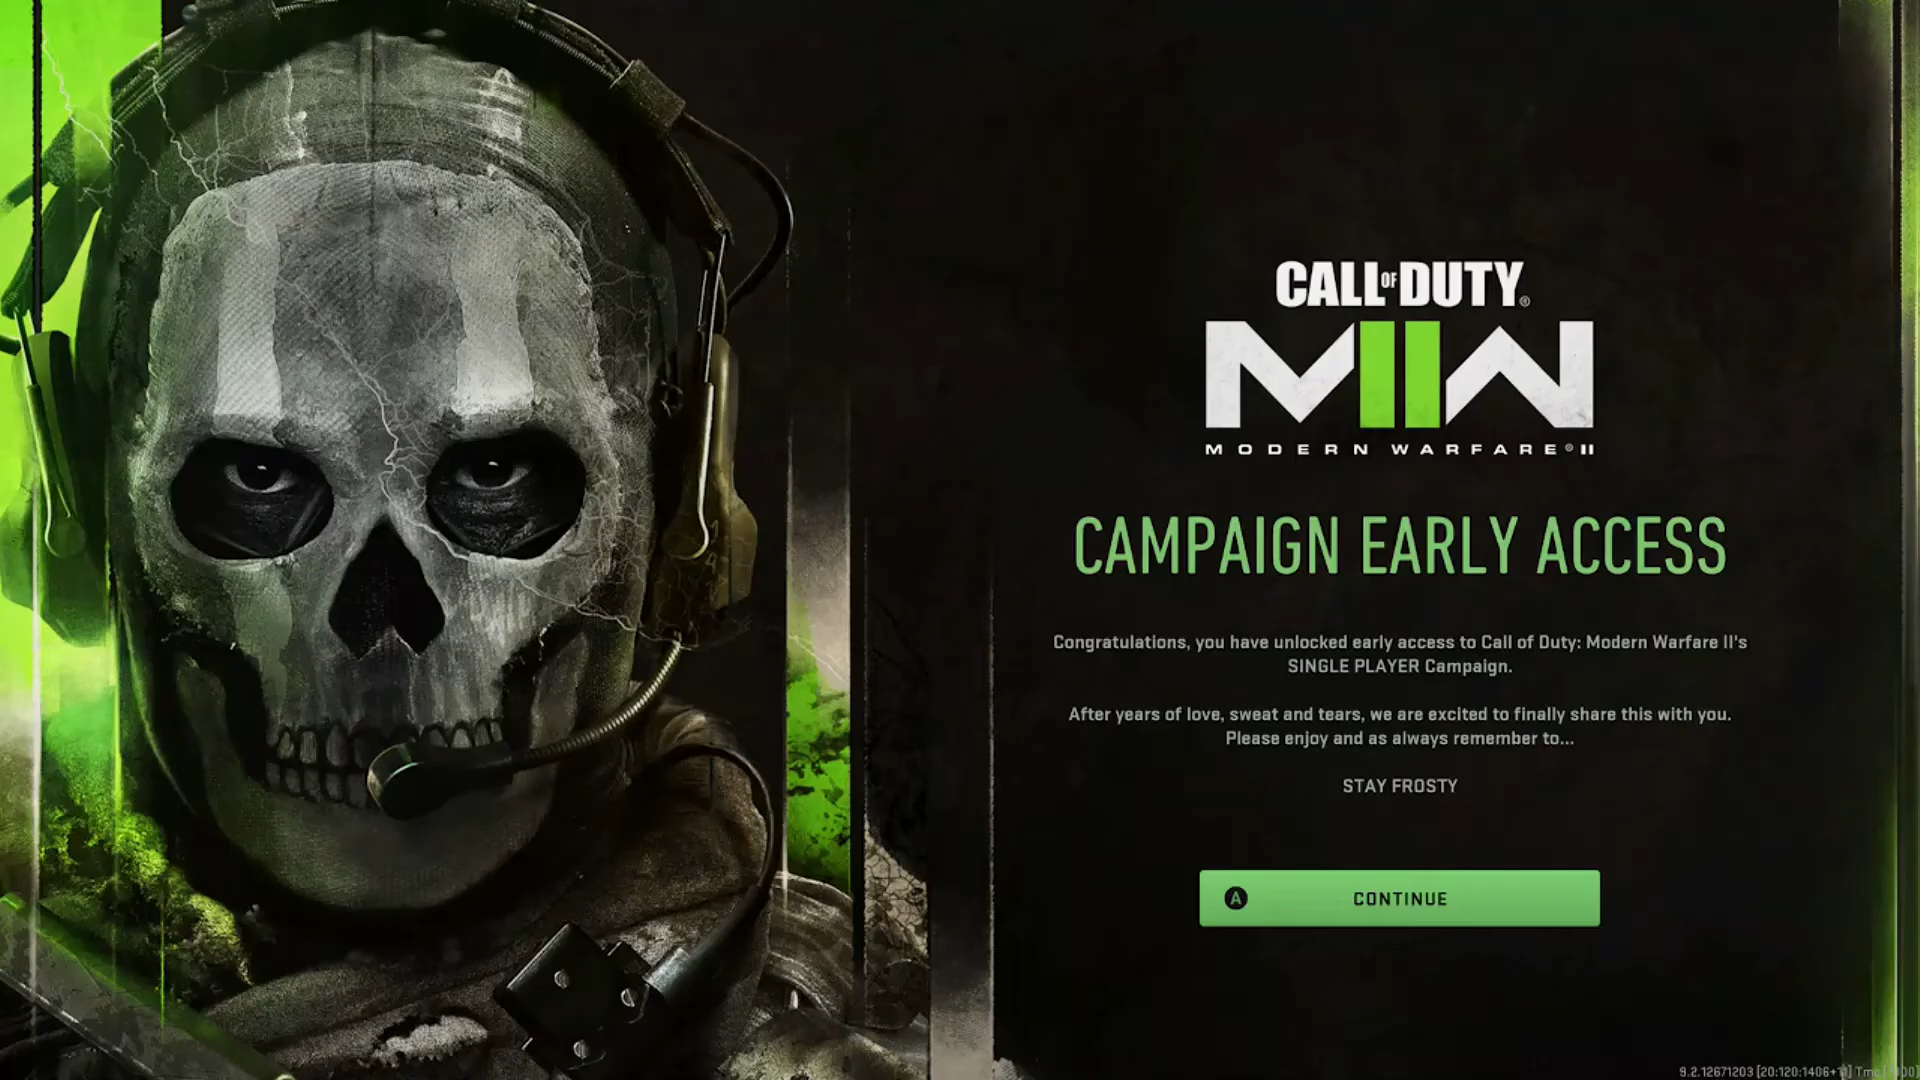 CALL OF DUTY®
MIIW
MODERN WARFARE® II
CAMPAIGN EARLY ACCESS
Congratulations, you have unlocked early access to Call of Duty: Modern Warfare II's
SINGLE PLAYER Campaign.
After years of love, sweat and tears, we are excited to finally share this with you.
Please enjoy and as always remember to...
STAY FROSTY
A CONTINUE